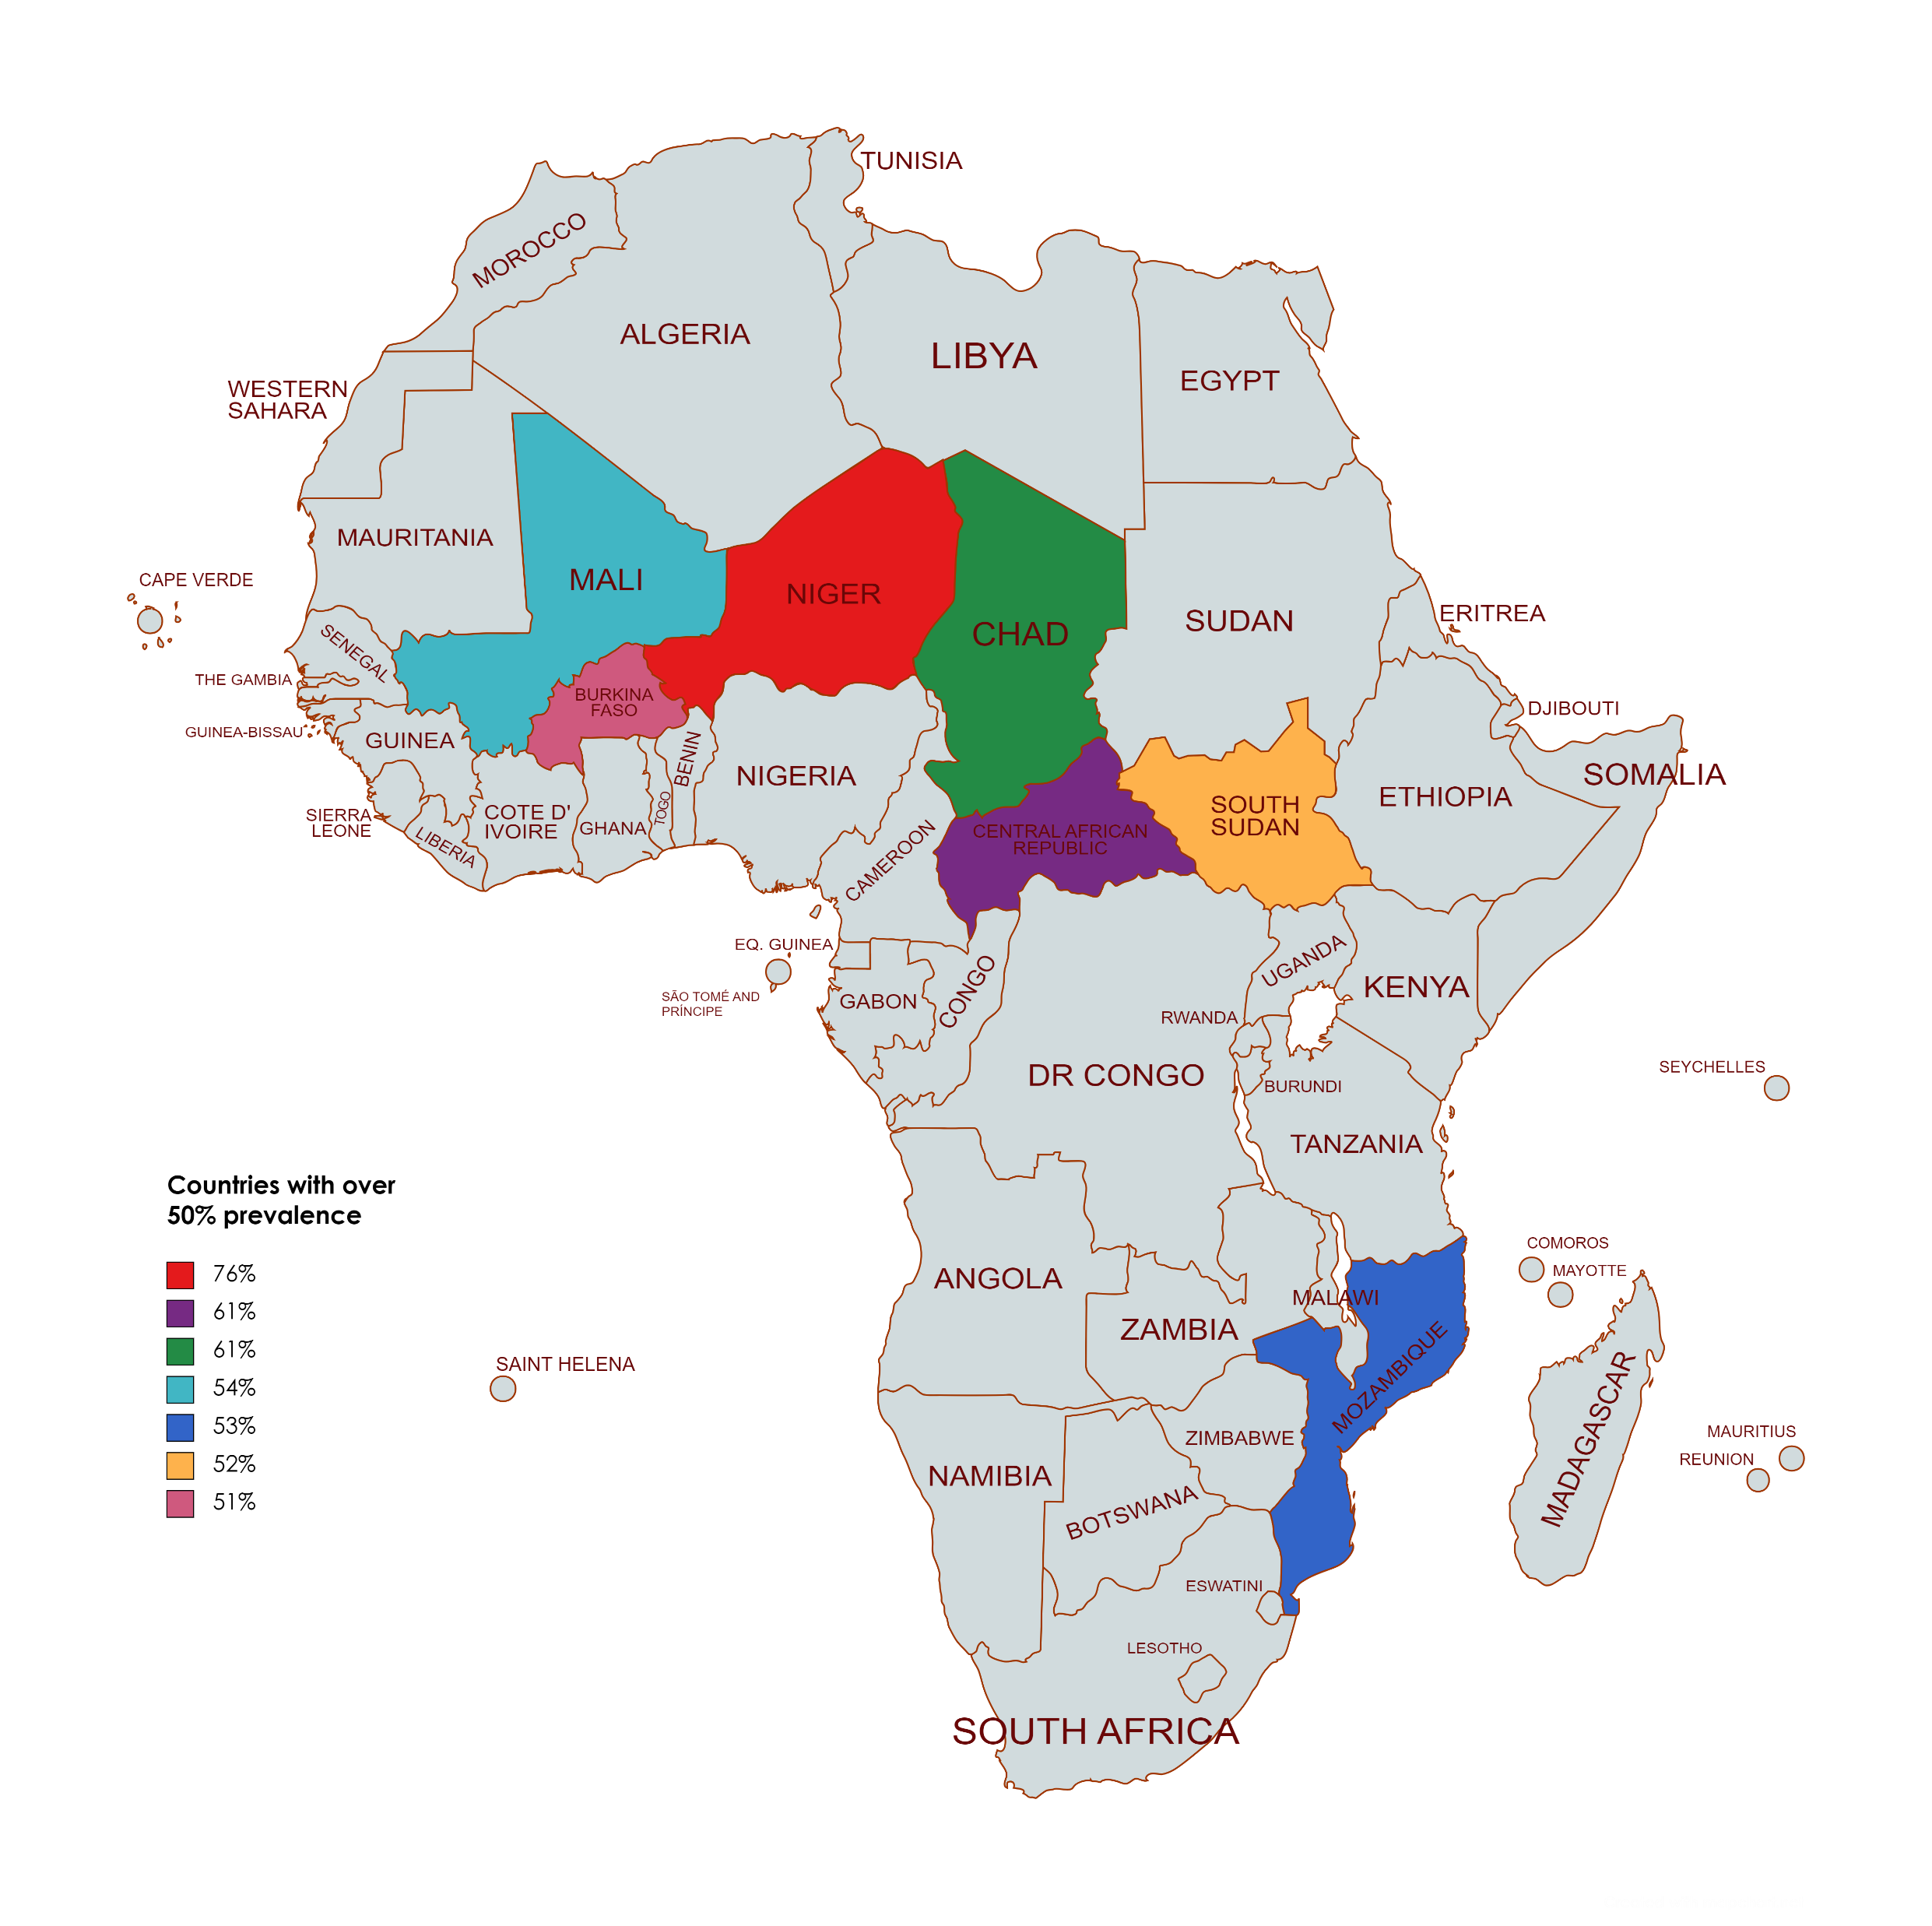 TUNISIA
MOROCCO
ALGERIA
LIBYA
EGYPT
WESTERN
SAHARA
MAURITANIA
MALI
NIGER
CHAD
SUDAN
ERITREA
CAPE VERDE
SENEGAL
THE GAMBIA
GUINEA-BISSAU
GUINEA
BURKINA
FASO
BENIN
TOGO
NIGERIA
DJIBOUTI
SOMALIA
ETHIOPIA
SOUTH
SUDAN
SIERRA
LEONE
LIBERIA
COTE D'
IVOIRE
GHANA
CAMEROON
CENTRAL AFRICAN
REPUBLIC
EQ. GUINEA
SÃO TOMÉ AND
PRÍNCIPE
GABON
CONGO
UGANDA
KENYA
RWANDA
DR CONGO
BURUNDI
SEYCHELLES
TANZANIA
Countries with over
50% prevalence
76%
61%
61%
54%
53%
52%
51%
COMOROS
MAYOTTE
ANGOLA
ZAMBIA
MALAWI
MOZAMBIQUE
SAINT HELENA
MADAGASCAR
MAURITIUS
REUNION
ZIMBABWE
NAMIBIA
BOTSWANA
ESWATINI
LESOTHO
SOUTH AFRICA